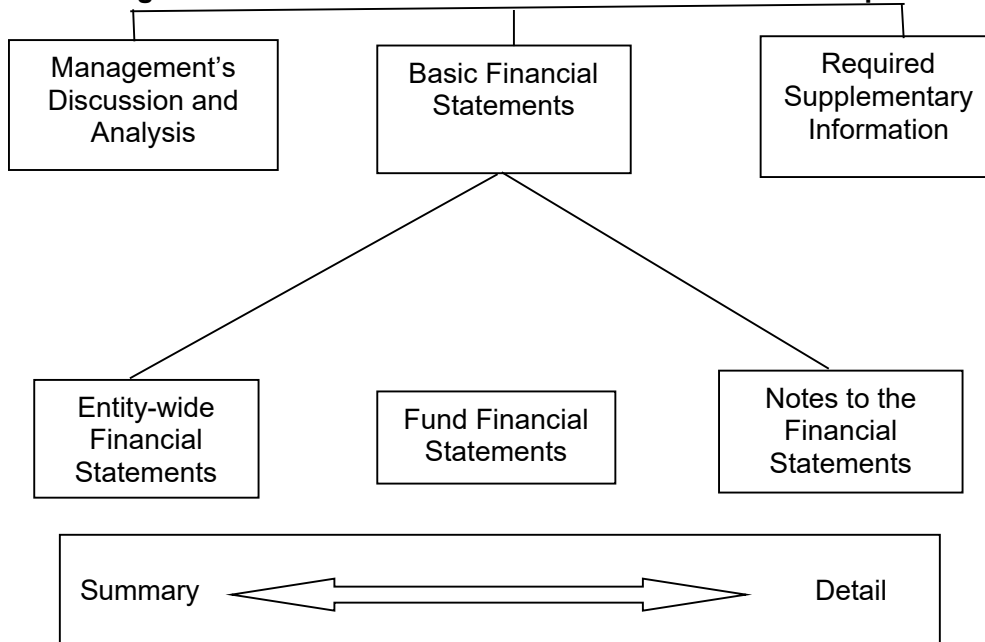 Management's
Discussion and
Analysis
Basic Financial
Statements
Required
Supplementary
Information
Entity-wide
Financial
Statements
Fund Financial
Statements
Notes to the
Financial
Statements
Summary
Detail